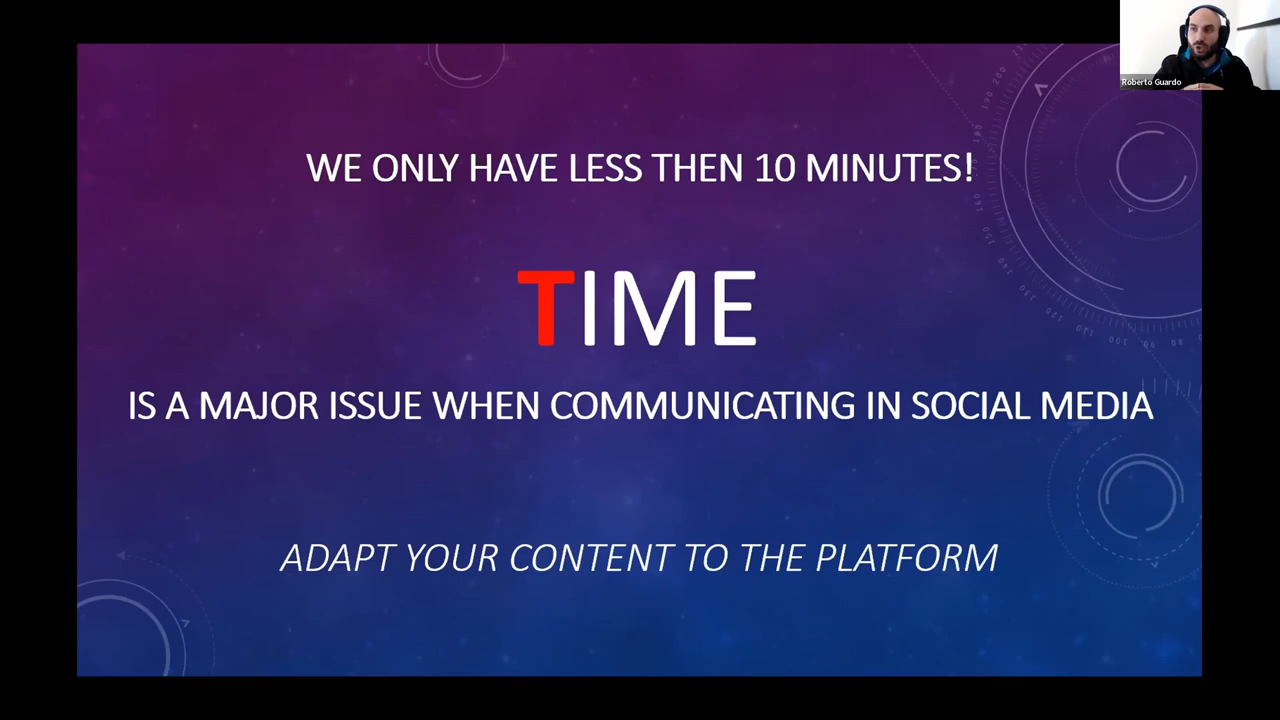 WE ONLY HAVE LESS THEN 10 MINUTES!
TIME
IS A MAJOR ISSUE WHEN COMMUNICATING IN SOCIAL MEDIA
ADAPT YOUR CONTENT TO THE PLATFORM
Roberto Guardo